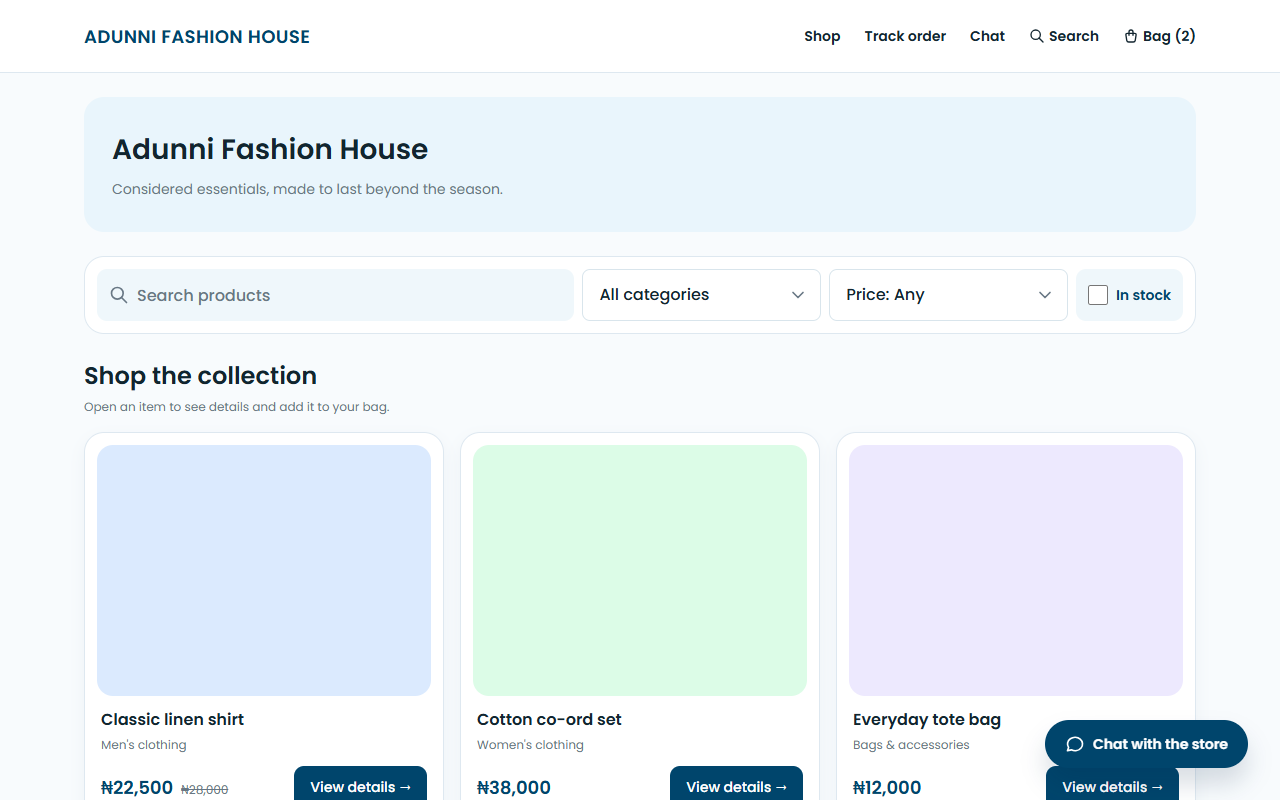 ADUNNI FASHION HOUSE
Shop Track order Chat Search Bag (2)
Adunni Fashion House
Considered essentials, made to last beyond the season.
Search products All categories Price: Any In stock
Shop the collection
Open an item to see details and add it to your bag.
Classic linen shirt
Men's clothing
₦22,500 ₦28,000 View details →
Cotton co-ord set
Women's clothing
₦38,000 View details →
Everyday tote bag
Bags & accessories
₦12,000 View details →
Chat with the store